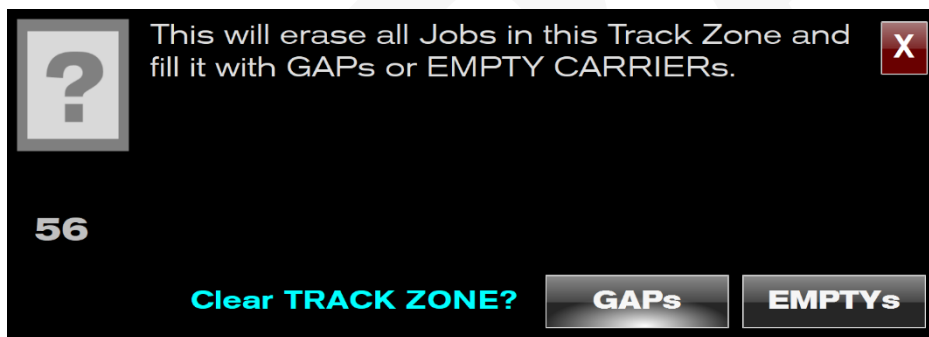 ?
This will erase all Jobs in this Track Zone and
fill it with GAPs or EMPTY CARRIERs.
X
56
Clear TRACK ZONE?
GAPs
EMPTYs